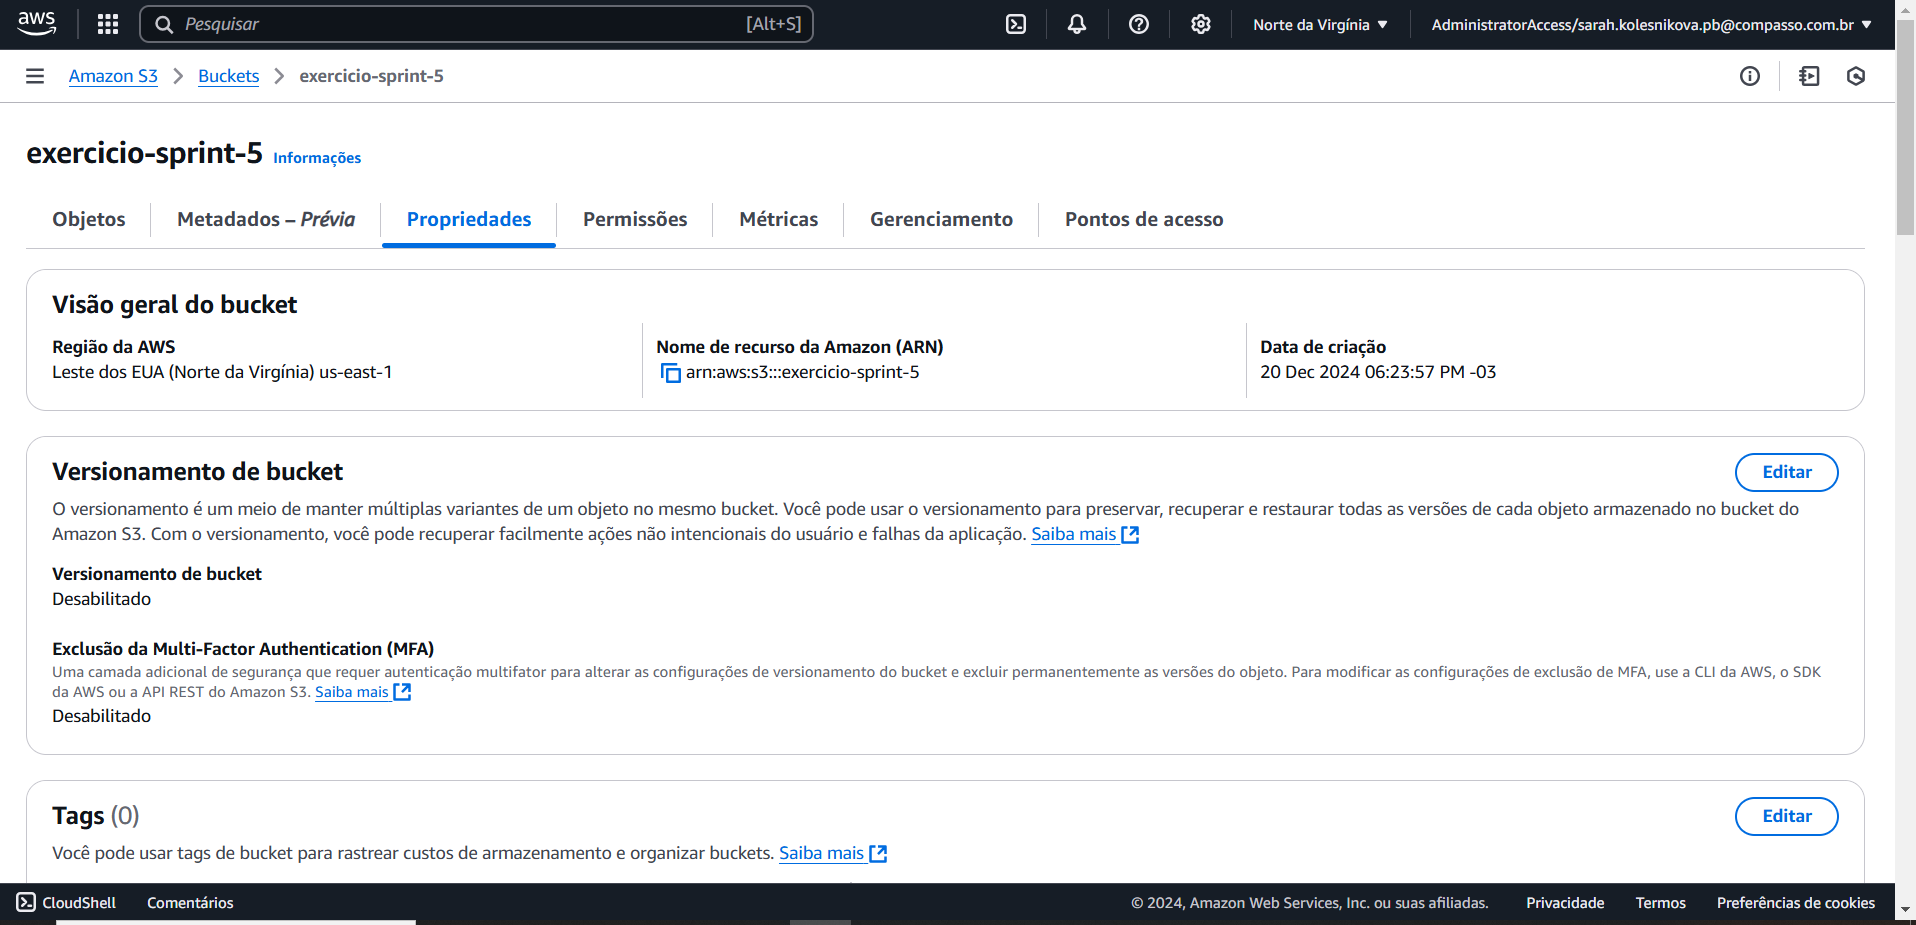 aws
Pesquisar [Alt+S] Norte da Virgínia AdministratorAccess/sarah.kolesnikova.pb@compasso.com.br
Amazon S3 Buckets exercicio-sprint-5
exercicio-sprint-5 Informações
Objetos Metadados – Prévia Propriedades Permissões Métricas Gerenciamento Pontos de acesso
Visão geral do bucket
Região da AWS Nome de recurso da Amazon (ARN) Data de criação
Leste dos EUA (Norte da Virgínia) us-east-1 arn:aws:s3:::exercicio-sprint-5 20 Dec 2024 06:23:57 PM -03
Versionamento de bucket Editar
O versionamento é um meio de manter múltiplas variantes de um objeto no mesmo bucket. Você pode usar o versionamento para preservar, recuperar e restaurar todas as versões de cada objeto armazenado no bucket do
Amazon S3. Com o versionamento, você pode recuperar facilmente ações não intencionais do usuário e falhas da aplicação. Saiba mais
Versionamento de bucket
Desabilitado
Exclusão da Multi-Factor Authentication (MFA)
Uma camada adicional de segurança que requer autenticação multifator para alterar as configurações de versionamento do bucket e excluir permanentemente as versões do objeto. Para modificar as configurações de exclusão de MFA, use a CLI da AWS, o SDK
da AWS ou a API REST do Amazon S3. Saiba mais
Desabilitado
Tags (0) Editar
Você pode usar tags de bucket para rastrear custos de armazenamento e organizar buckets. Saiba mais
CloudShell Comentários © 2024, Amazon Web Services, Inc. ou suas afiliadas. Privacidade Termos Preferências de cookies